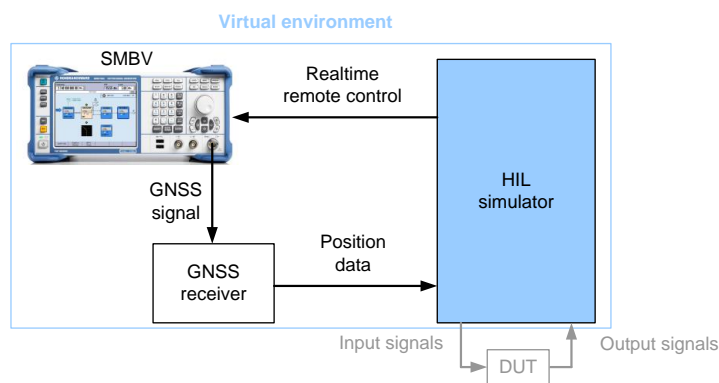 Virtual environment
SMBV
Realtime
remote control
GNSS
signal
HIL
simulator
Position
data
GNSS
receiver
Input signals
Output signals
DUT